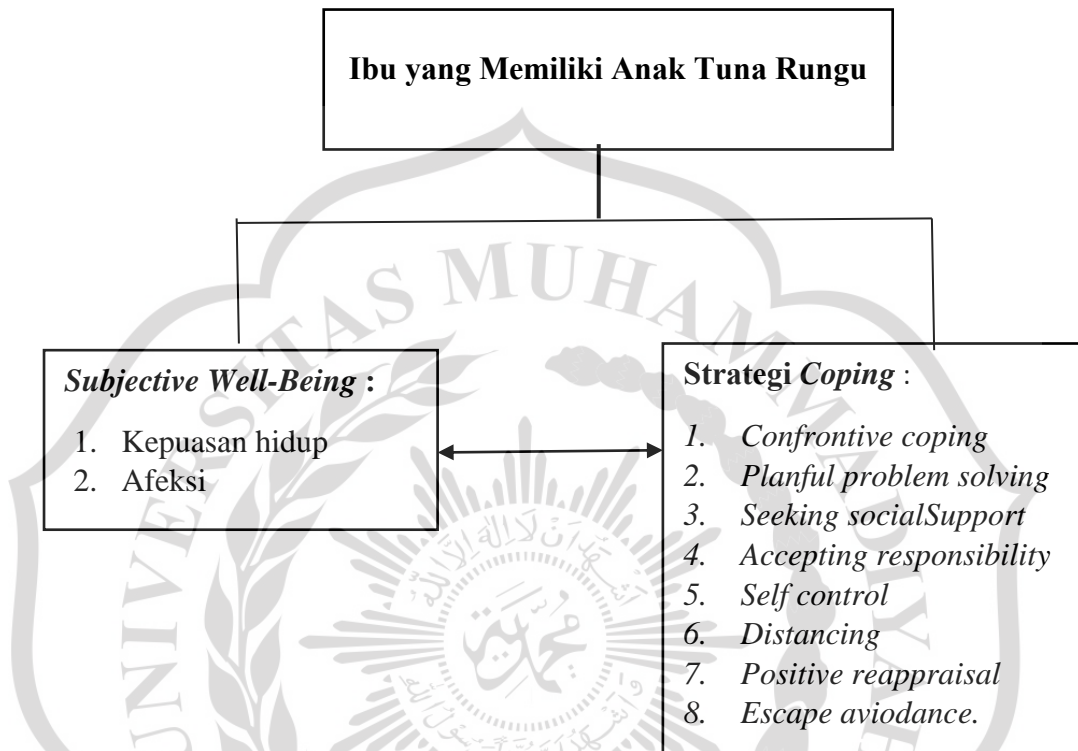 Ibu yang Memiliki Anak Tuna Rungu
Subjective Well-Being :
1. Kepuasan hidup
2. Afeksi
Strategi Coping :
1. Confrontive coping
2. Planful problem solving
3. Seeking socialSupport
4. Accepting responsibility
5. Self control
6. Distancing
7. Positive reappraisal
8. Escape aviodance.
UNIVERSITAS MUHAMMADIYAH